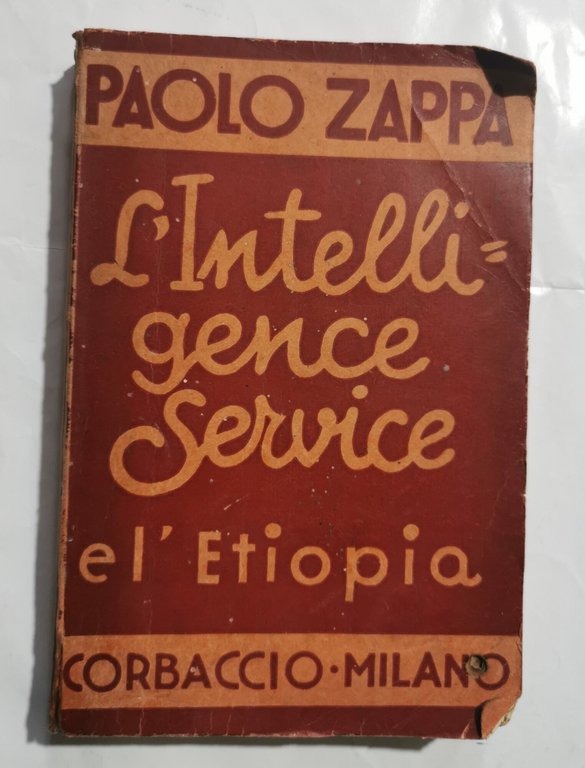 PAOLO ZAPPA
L'Intelli=
gence
Service
e l'Etiopia
CORBACCIO·MILANO